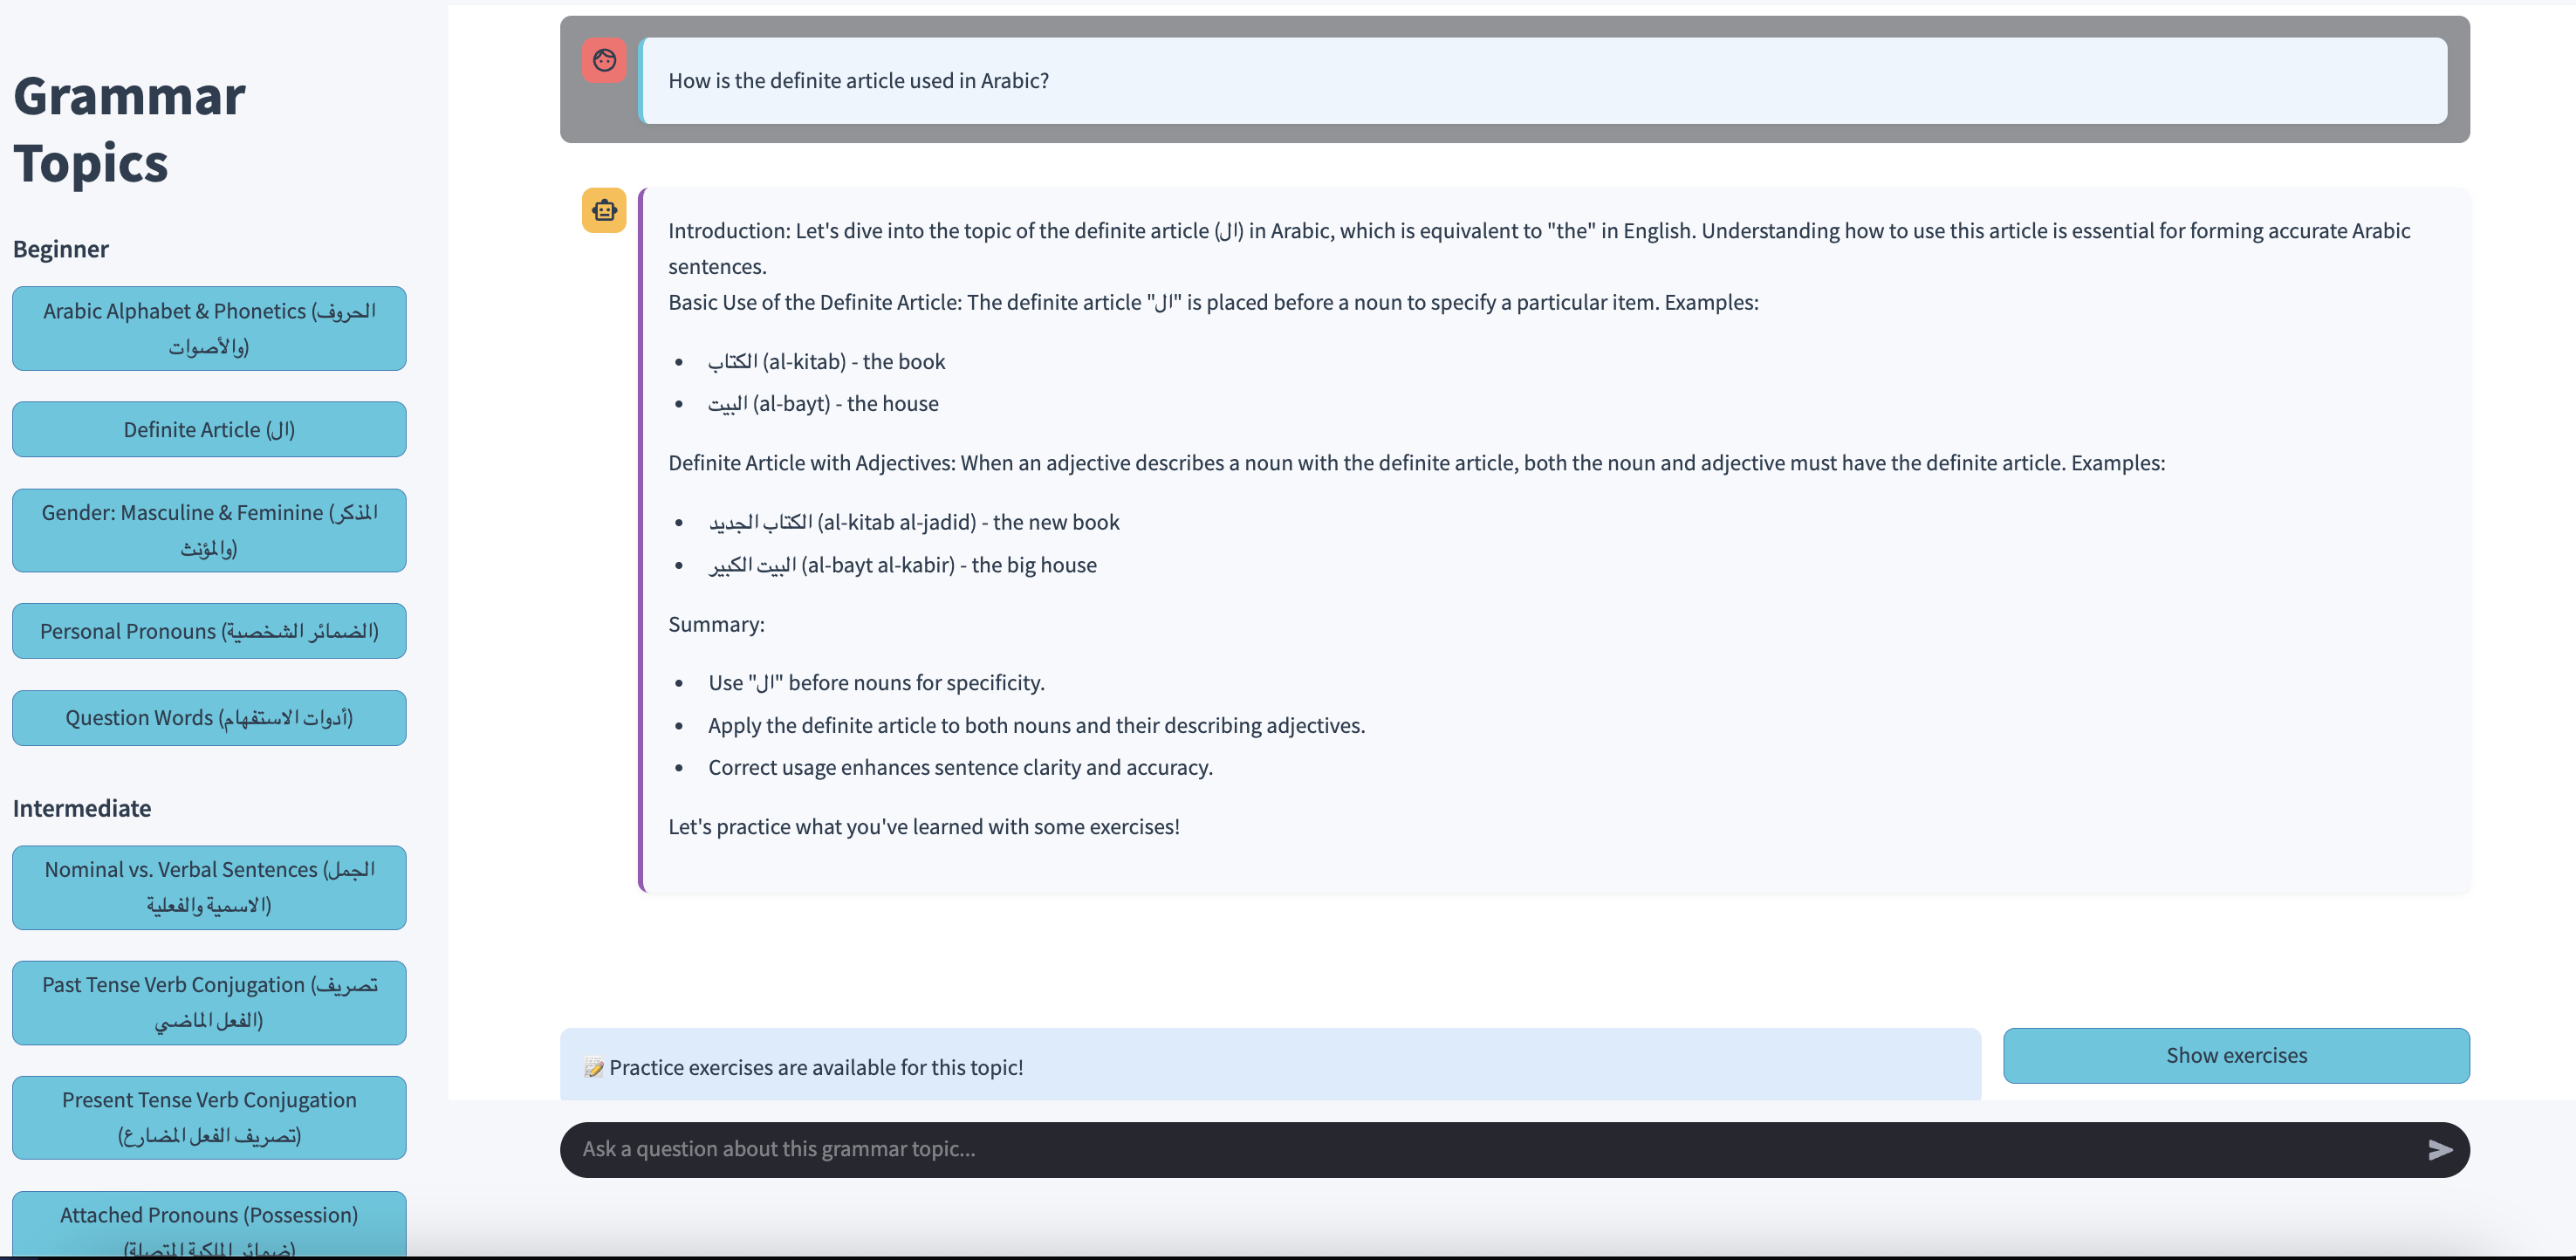 Grammar
Topics
Beginner
Arabic Alphabet & Phonetics (الحروف
والأصوات)
Definite Article (ال)
Gender: Masculine & Feminine (المذكر
والمؤنث)
Personal Pronouns (الضمائر الشخصية)
Question Words (أدوات الاستفهام)
Intermediate
Nominal vs. Verbal Sentences (الجمل
الاسمية والفعلية)
Past Tense Verb Conjugation (تصريف
الفعل الماضي)
Present Tense Verb Conjugation
(تصريف الفعل المضارع)
Attached Pronouns (Possession)
(ضمائر الملكية المتصلة)
How is the definite article used in Arabic?
Introduction: Let's dive into the topic of the definite article (ال) in Arabic, which is equivalent to "the" in English. Understanding how to use this article is essential for forming accurate Arabic
sentences.
Basic Use of the Definite Article: The definite article "ال" is placed before a noun to specify a particular item. Examples:
• الكتاب (al-kitab) - the book
• البيت (al-bayt) - the house
Definite Article with Adjectives: When an adjective describes a noun with the definite article, both the noun and adjective must have the definite article. Examples:
• الكتاب الجديد (al-kitab al-jadid) - the new book
• البيت الكبير (al-bayt al-kabir) - the big house
Summary:
• Use "ال" before nouns for specificity.
• Apply the definite article to both nouns and their describing adjectives.
• Correct usage enhances sentence clarity and accuracy.
Let's practice what you've learned with some exercises!
📝 Practice exercises are available for this topic!
Show exercises
Ask a question about this grammar topic...